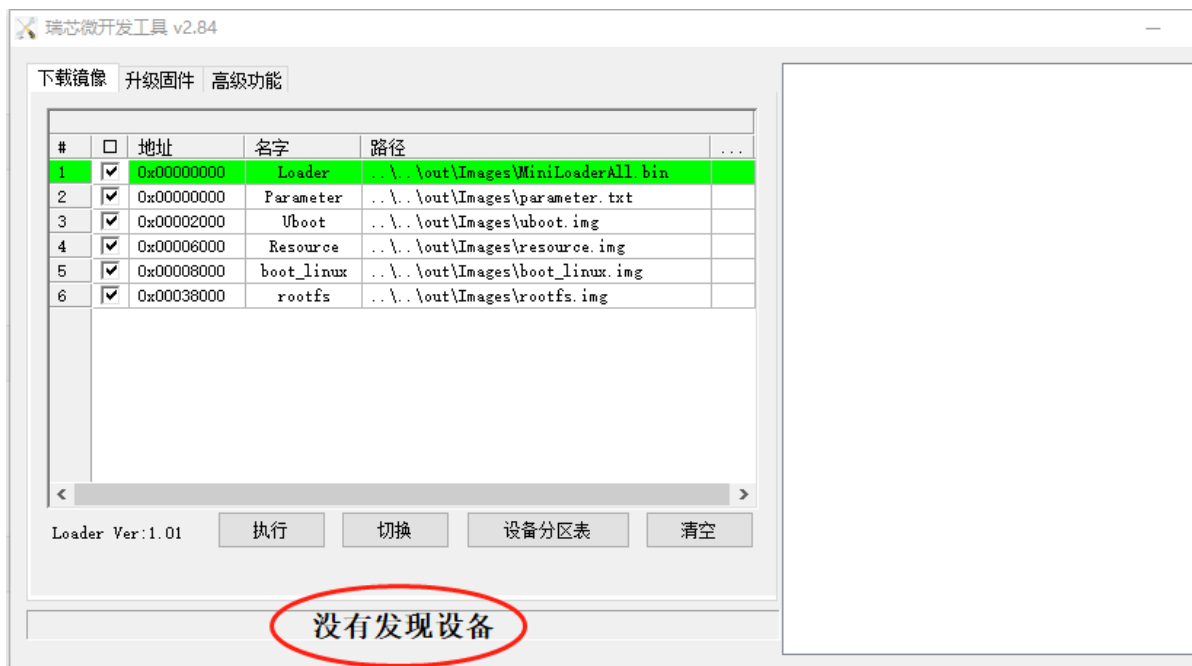 瑞芯微开发工具 v2.84
下载镜像 升级固件 高级功能
# 地址 名字 路径 ...
1 0x00000000 Loader ..\..\out\Images\MiniLoaderAll.bin
2 0x00000000 Parameter ..\..\out\Images\parameter.txt
3 0x00002000 Uboot ..\..\out\Images\uboot.img
4 0x00006000 Resource ..\..\out\Images\resource.img
5 0x00008000 boot_linux ..\..\out\Images\boot_linux.img
6 0x00038000 rootfs ..\..\out\Images\rootfs.img
Loader Ver:1.01 执行 切换 设备分区表 清空
没有发现设备